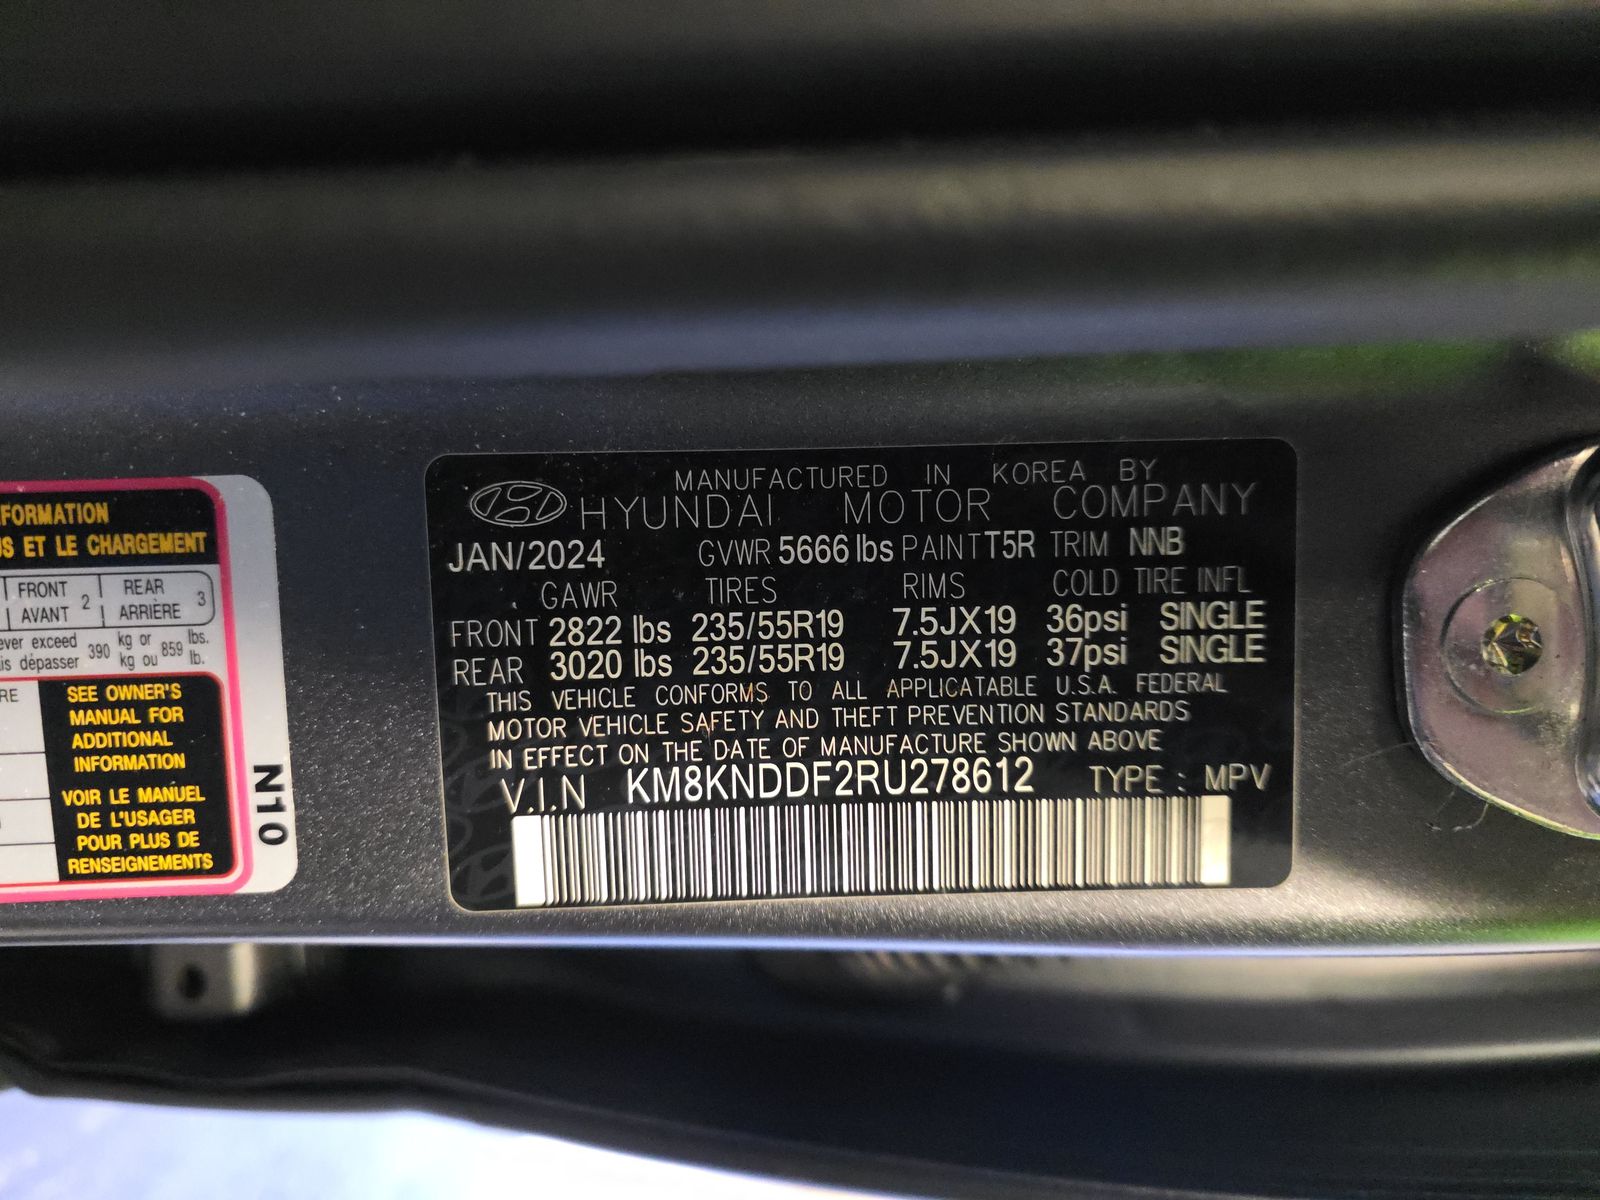 FORMATION
US ET LE CHARGEMENT
FRONT 2 REAR 3
AVANT ARRIÈRE
ever exceed 390 kg or 859 lbs.
is dépasser kg ou lb.
RE
SEE OWNER'S
MANUAL FOR
ADDITIONAL
INFORMATION
VOIR LE MANUEL
DE L'USAGER
POUR PLUS DE
RENSEIGNEMENTS
N10
MANUFACTURED IN KOREA BY
HYUNDAI MOTOR COMPANY
JAN/2024 GVWR 5666 lbs PAINT T5R TRIM NNB
GAWR TIRES RIMS COLD TIRE INFL
FRONT 2822 lbs 235/55R19 7.5JX19 36psi SINGLE
REAR 3020 lbs 235/55R19 7.5JX19 37psi SINGLE
THIS VEHICLE CONFORMS TO ALL APPLICATABLE U.S.A. FEDERAL
MOTOR VEHICLE SAFETY AND THEFT PREVENTION STANDARDS
IN EFFECT ON THE DATE OF MANUFACTURE SHOWN ABOVE
V.I.N KM8KNDDF2RU278612 TYPE : MPV